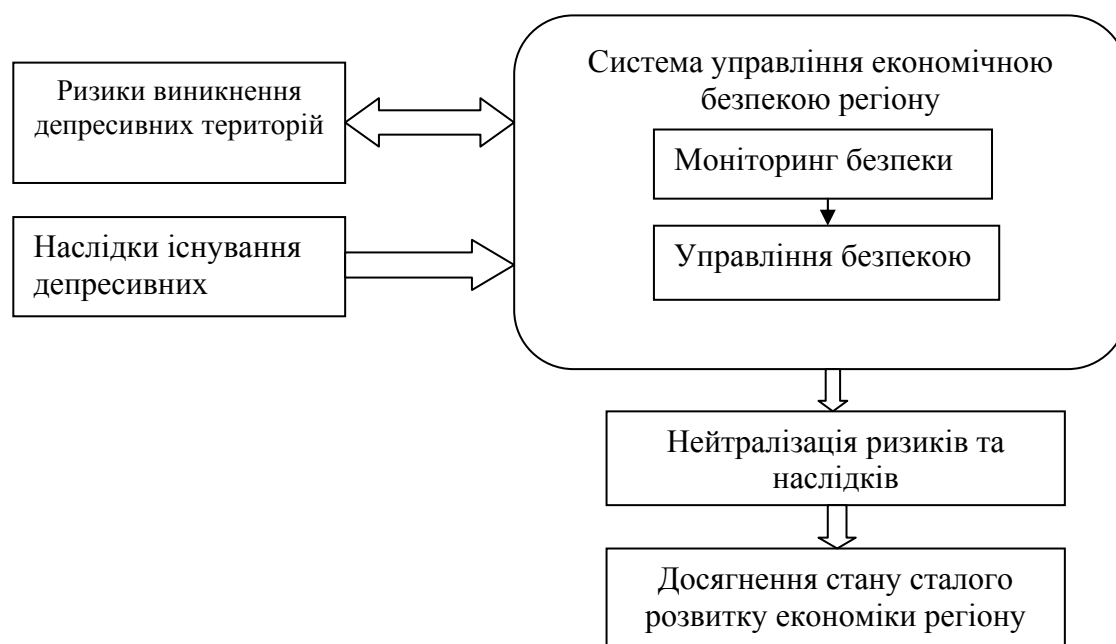 Ризики виникнення
депресивних територій
Наслідки існування
депресивних
Система управління економічною
безпекою регіону
Моніторинг безпеки
Управління безпекою
Нейтралізація ризиків та
наслідків
Досягнення стану сталого
розвитку економіки регіону